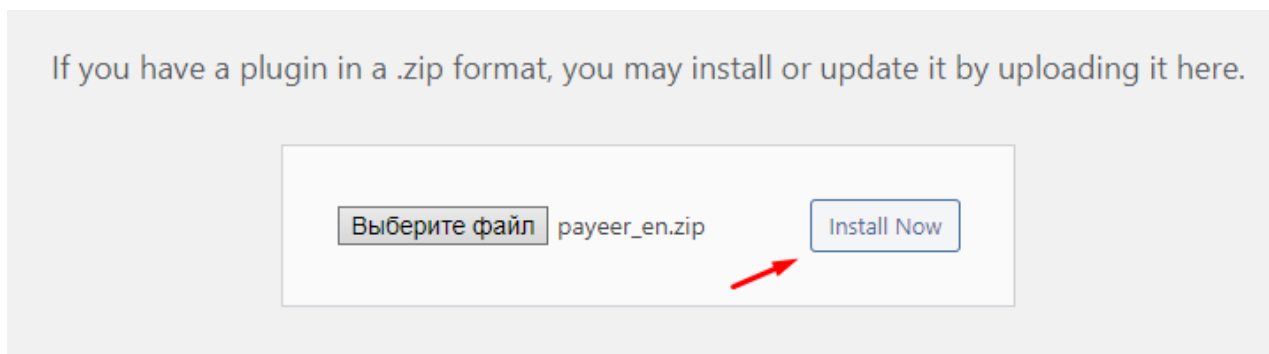 If you have a plugin in a .zip format, you may install or update it by uploading it here.
Выберите файл payeer_en.zip Install Now